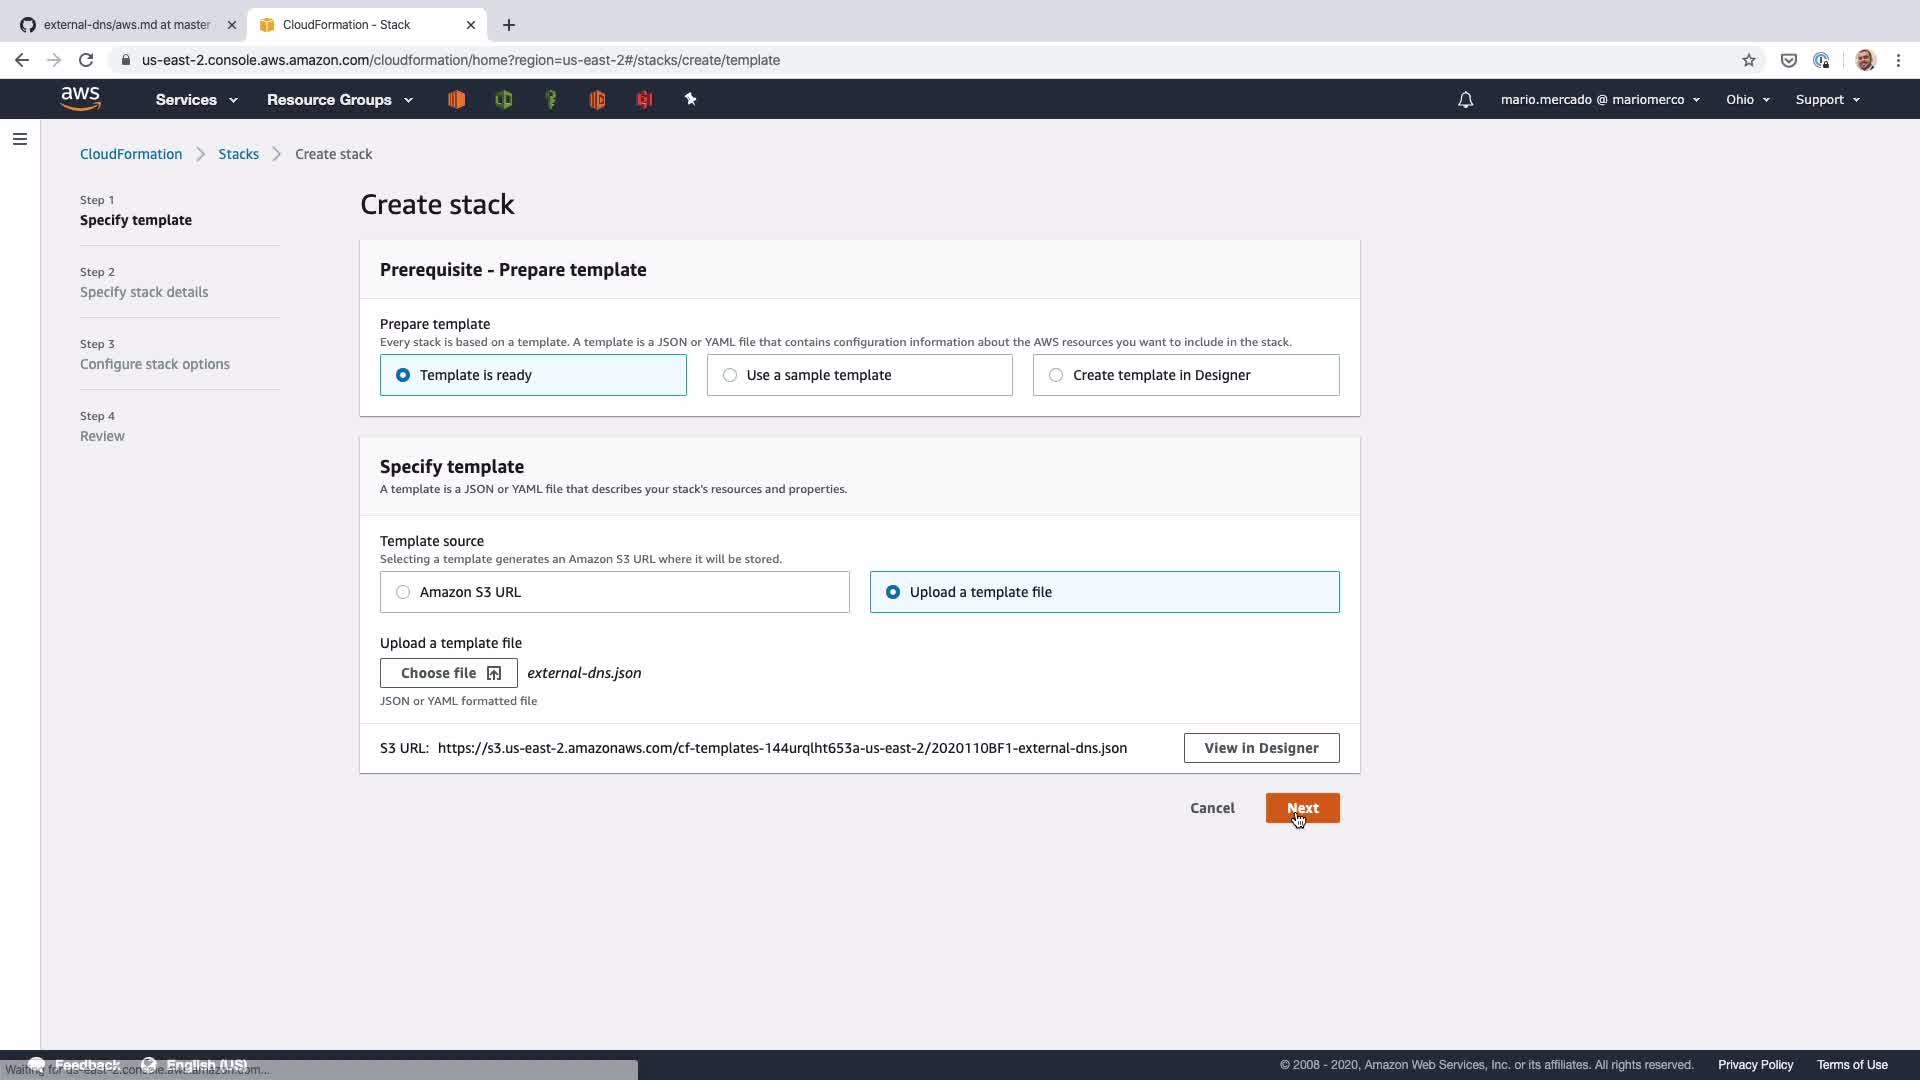 external-dns/aws.md at master
CloudFormation - Stack
us-east-2.console.aws.amazon.com/cloudformation/home?region=us-east-2#/stacks/create/template
aws
Services
Resource Groups
mario.mercado @ mariomerco
Ohio
Support
CloudFormation
Stacks
Create stack
Step 1
Specify template
Step 2
Specify stack details
Step 3
Configure stack options
Step 4
Review
Create stack
Prerequisite - Prepare template
Prepare template
Every stack is based on a template. A template is a JSON or YAML file that contains configuration information about the AWS resources you want to include in the stack.
Template is ready
Use a sample template
Create template in Designer
Specify template
A template is a JSON or YAML file that describes your stack's resources and properties.
Template source
Selecting a template generates an Amazon S3 URL where it will be stored.
Amazon S3 URL
Upload a template file
Upload a template file
Choose file
external-dns.json
JSON or YAML formatted file
S3 URL: https://s3.us-east-2.amazonaws.com/cf-templates-144urqlht653a-us-east-2/2020110BF1-external-dns.json
View in Designer
Cancel
Next
Feedback
English (US)
Waiting for us-east-2.console.aws.amazon.com...
© 2008 - 2020, Amazon Web Services, Inc. or its affiliates. All rights reserved.
Privacy Policy
Terms of Use